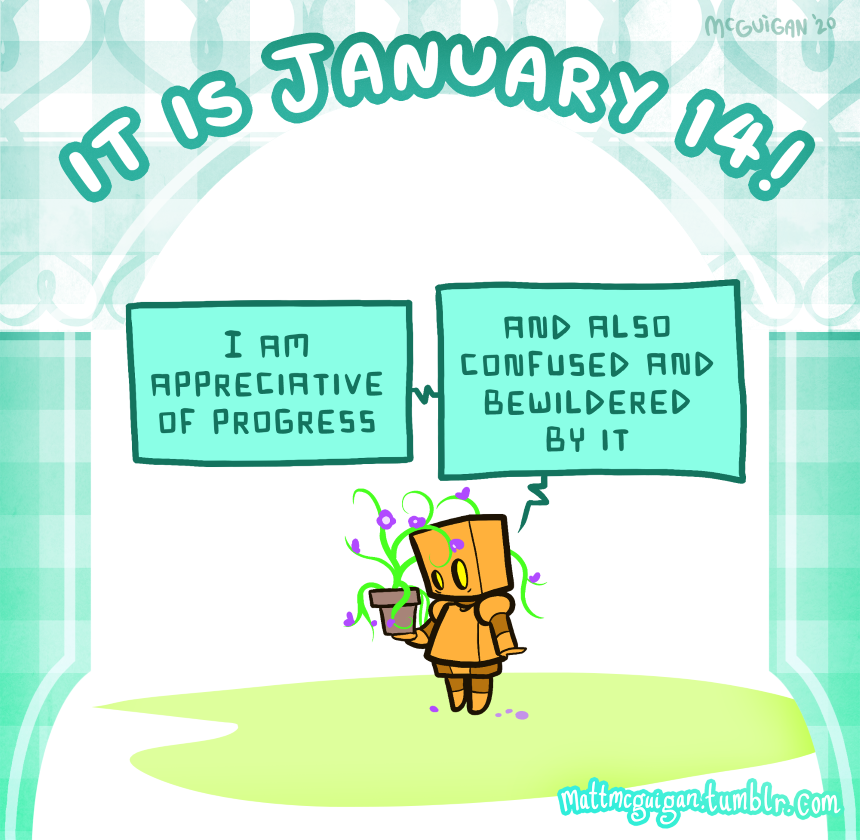 McGUIGAN '20
IT IS JANUARY 14!
I AM
APPRECIATIVE
OF PROGRESS
AND ALSO
CONFUSED AND
BEWILDERED
BY IT
mattmcguigan.tumblr.com